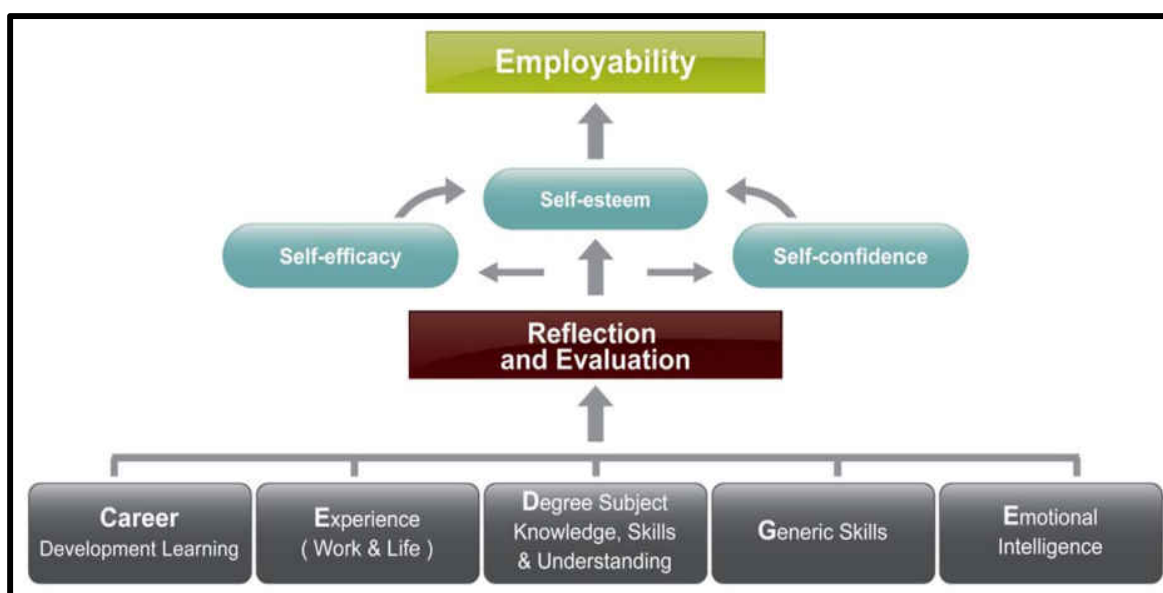 Employability
Self-esteem
Self-efficacy
Self-confidence
Reflection
and Evaluation
Career
Development Learning
Experience
( Work & Life )
Degree Subject
Knowledge, Skills
& Understanding
Generic Skills
Emotional
Intelligence